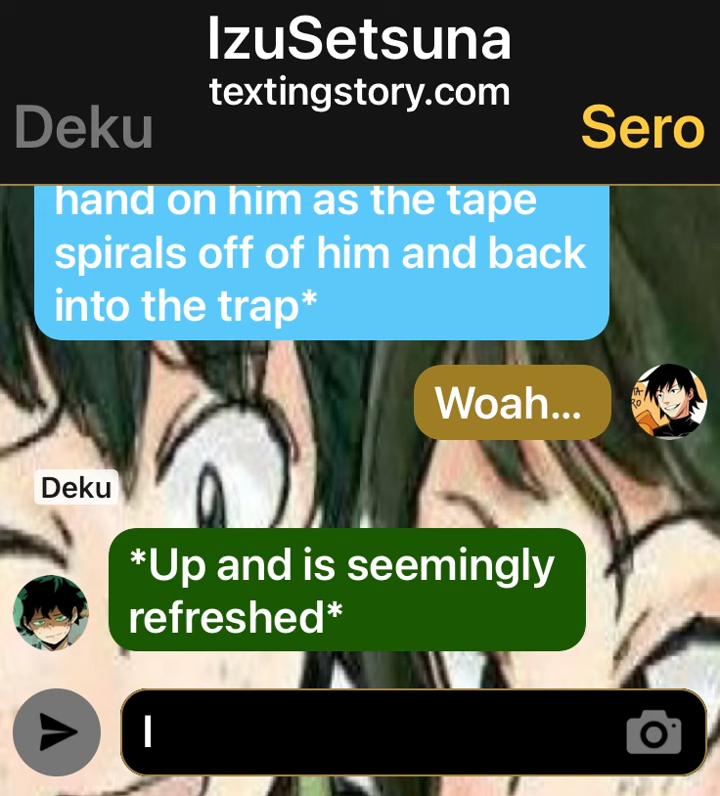 IzuSetsuna
textingstory.com
Deku
Sero
hand on him as the tape
spirals off of him and back
into the trap*
Woah...
Deku
*Up and is seemingly
refreshed*